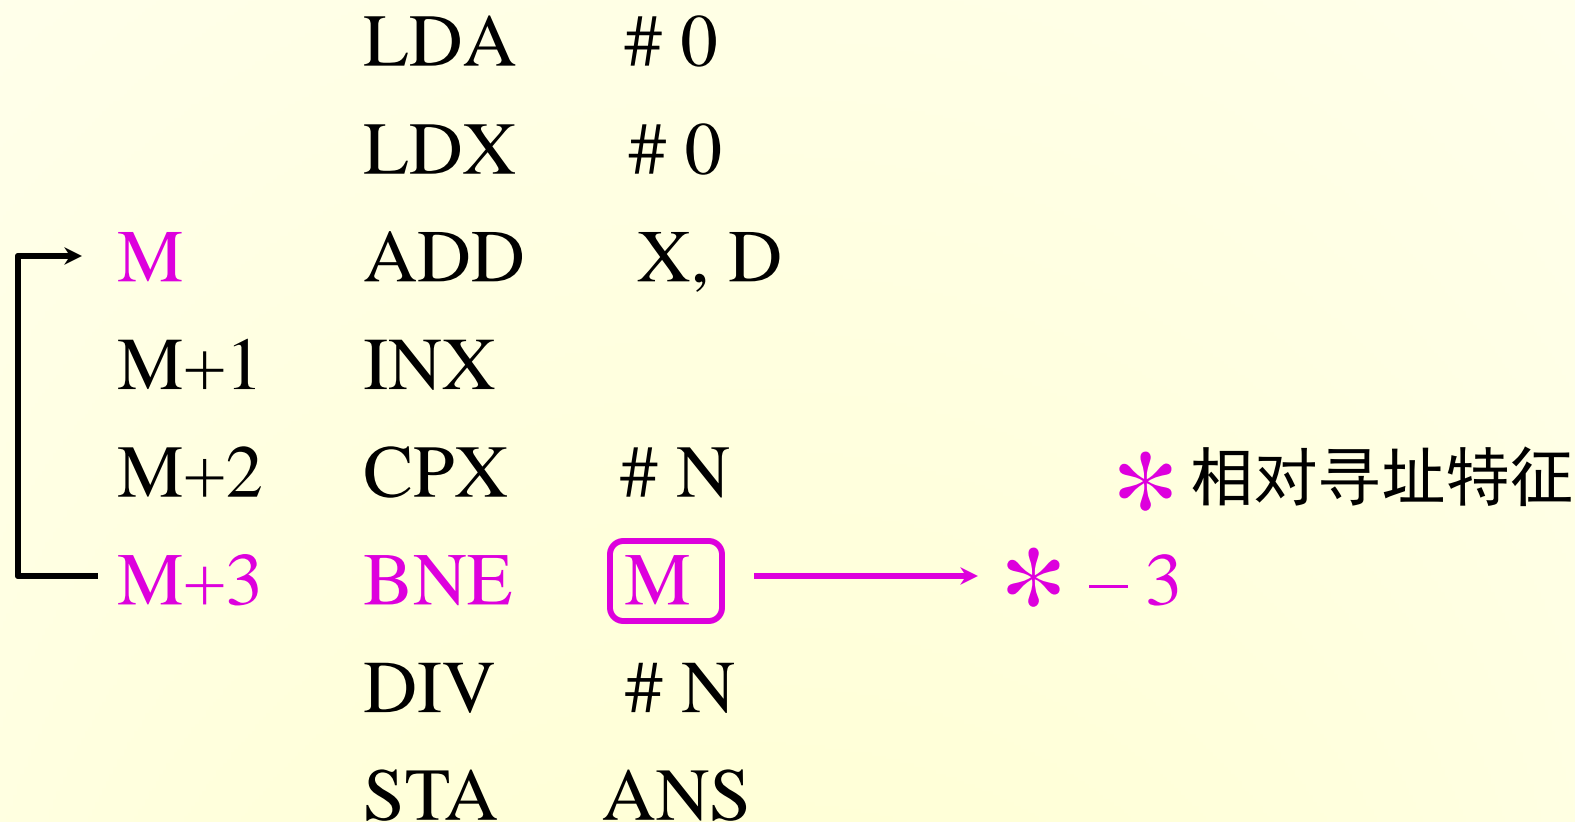 LDA # 0
LDX # 0
M ADD X, D
M+1 INX
M+2 CPX # N
* 相对寻址特征
M+3 BNE M * – 3
DIV # N
STA ANS